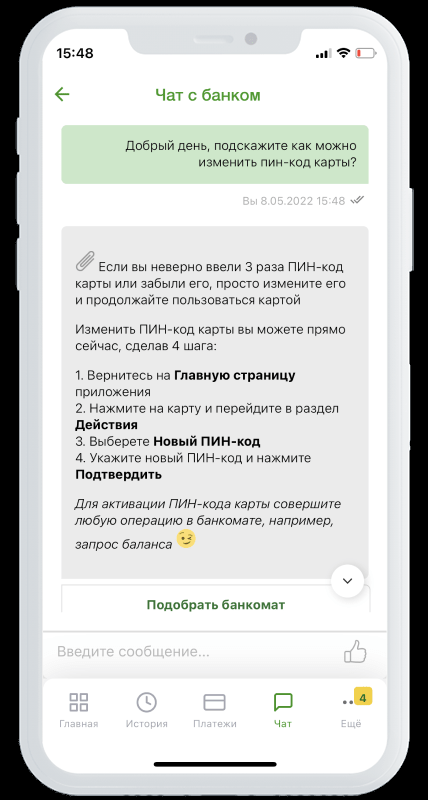 15:48
Чат с банком
Добрый день, подскажите как можно
изменить пин-код карты?
Вы 8.05.2022 15:48
Если вы неверно ввели 3 раза ПИН-код
карты или забыли его, просто измените его
и продолжайте пользоваться картой
Изменить ПИН-код карты вы можете прямо
сейчас, сделав 4 шага:
1. Вернитесь на Главную страницу
приложения
2. Нажмите на карту и перейдите в раздел
Действия
3. Выберете Новый ПИН-код
4. Укажите новый ПИН-код и нажмите
Подтвердить
Для активации ПИН-кода карты совершите
любую операцию в банкомате, например,
запрос баланса
Подобрать банкомат
Введите сообщение...
4
Главная История Платежи Чат Ещё